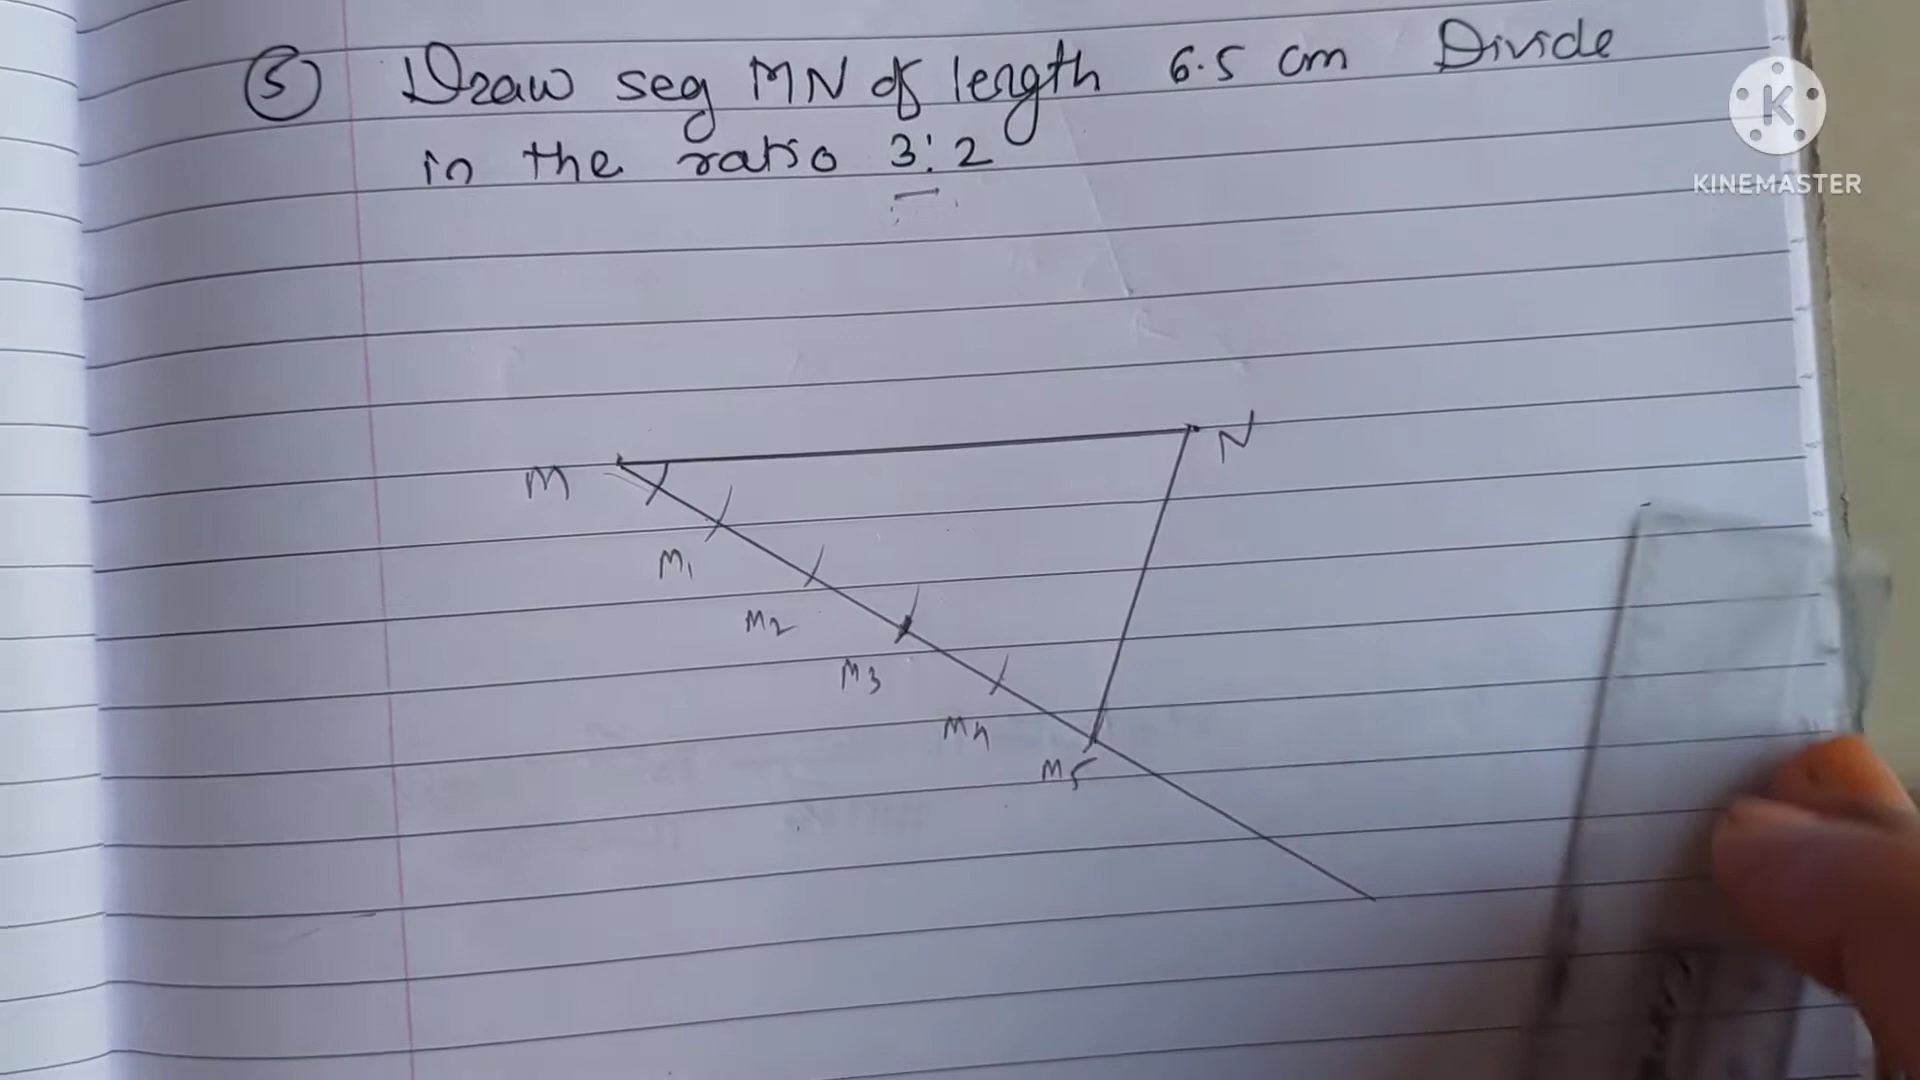 5 Draw seg MN of length 6.5 cm Divide
in the ratio 3:2
KINEMASTER
M
N
M1
M2
M3
M4
M5